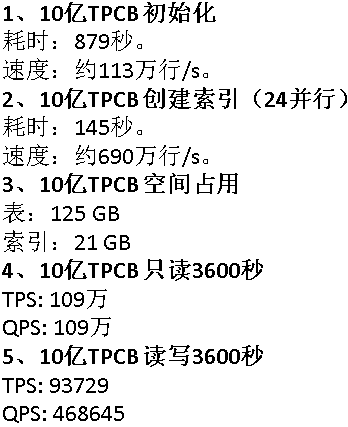 1、10亿TPCB 初始化
耗时：879秒。
速度：约113万行/s。
2、10亿TPCB 创建索引（24并行）
耗时：145秒。
速度：约690万行/s。
3、10亿TPCB 空间占用
表：125 GB
索引：21 GB
4、10亿TPCB 只读3600秒
TPS: 109万
QPS: 109万
5、10亿TPCB 读写3600秒
TPS: 93729
QPS: 468645